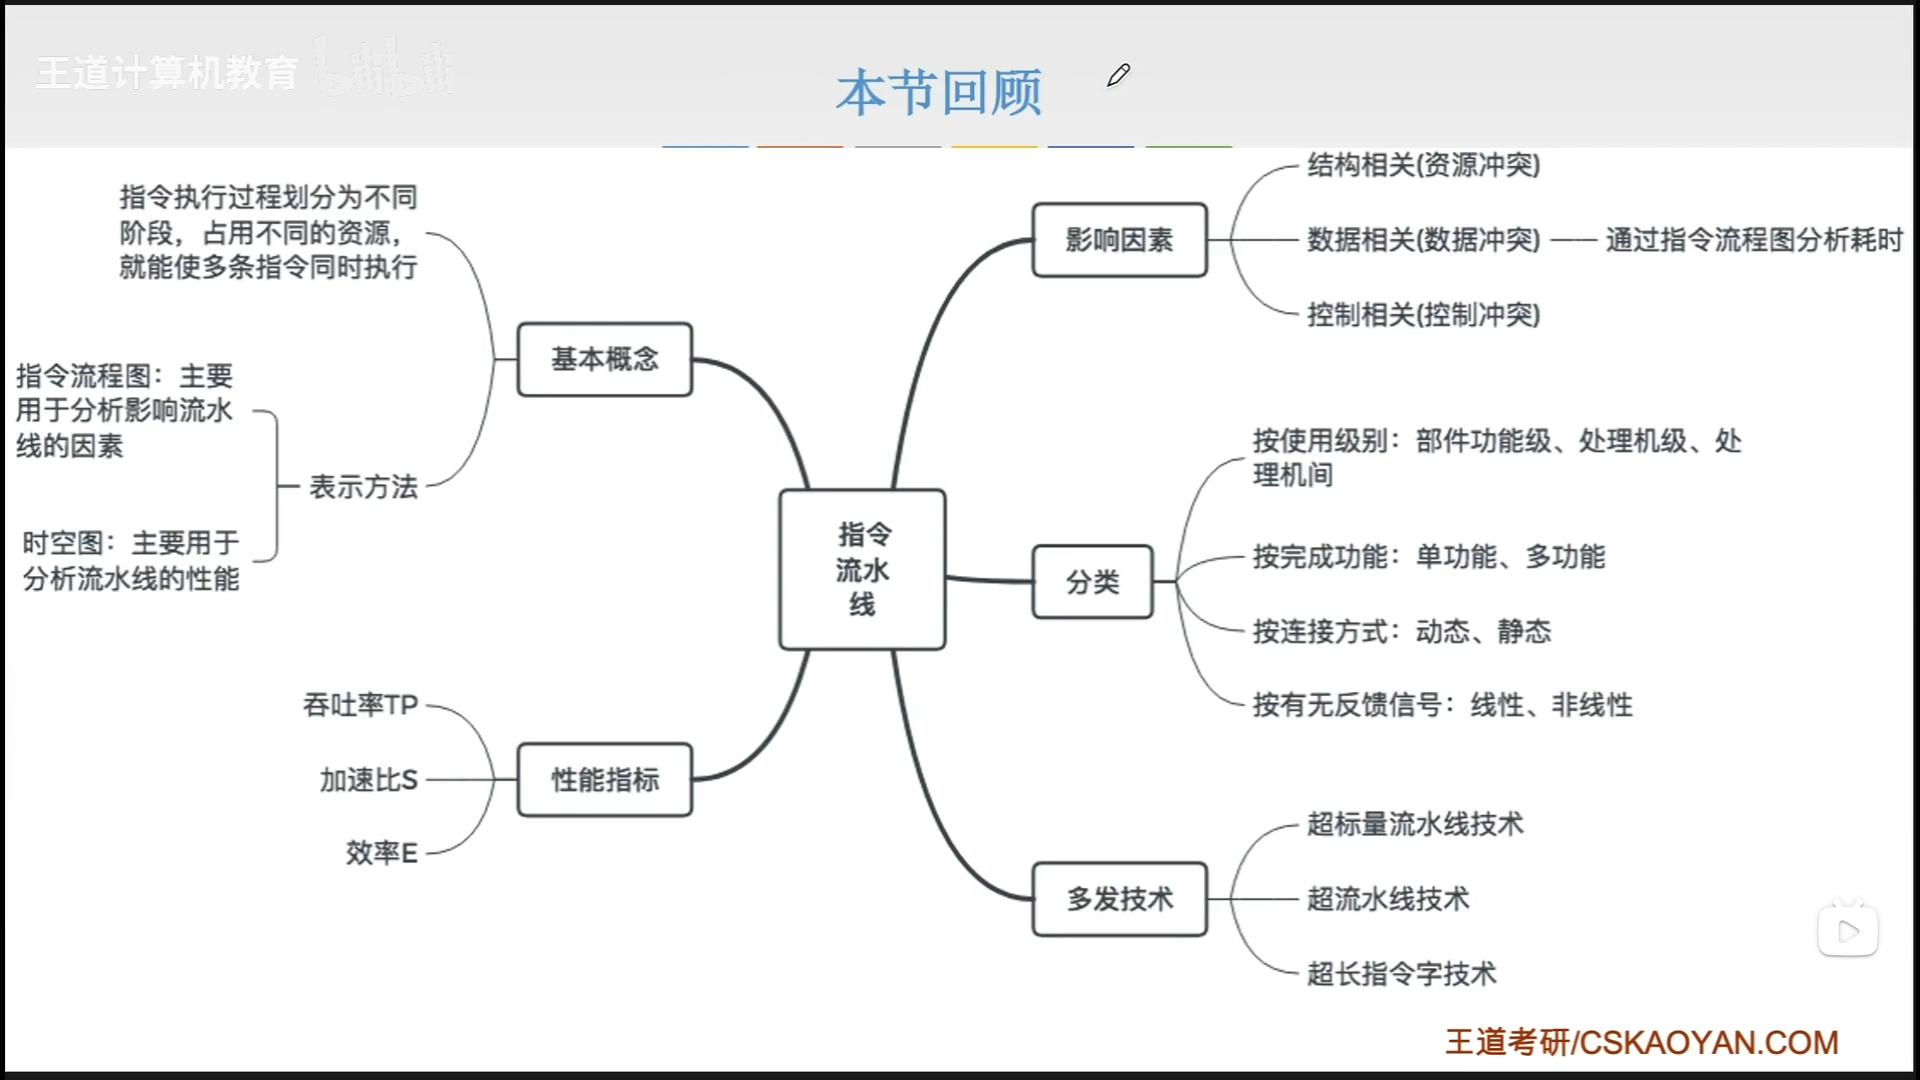 王道计算机教育 bilibili
本节回顾
指令执行过程划分为不同
阶段，占用不同的资源，
就能使多条指令同时执行
基本概念
指令流程图：主要
用于分析影响流水
线的因素
表示方法
时空图：主要用于
分析流水线的性能
吞吐率TP
加速比S
效率E
性能指标
指令
流水
线
影响因素
结构相关(资源冲突)
数据相关(数据冲突)
通过指令流程图分析耗时
控制相关(控制冲突)
分类
按使用级别：部件功能级、处理机级、处
理机间
按完成功能：单功能、多功能
按连接方式：动态、静态
按有无反馈信号：线性、非线性
多发技术
超标量流水线技术
超流水线技术
超长指令字技术
王道考研/CSKAOYAN.COM